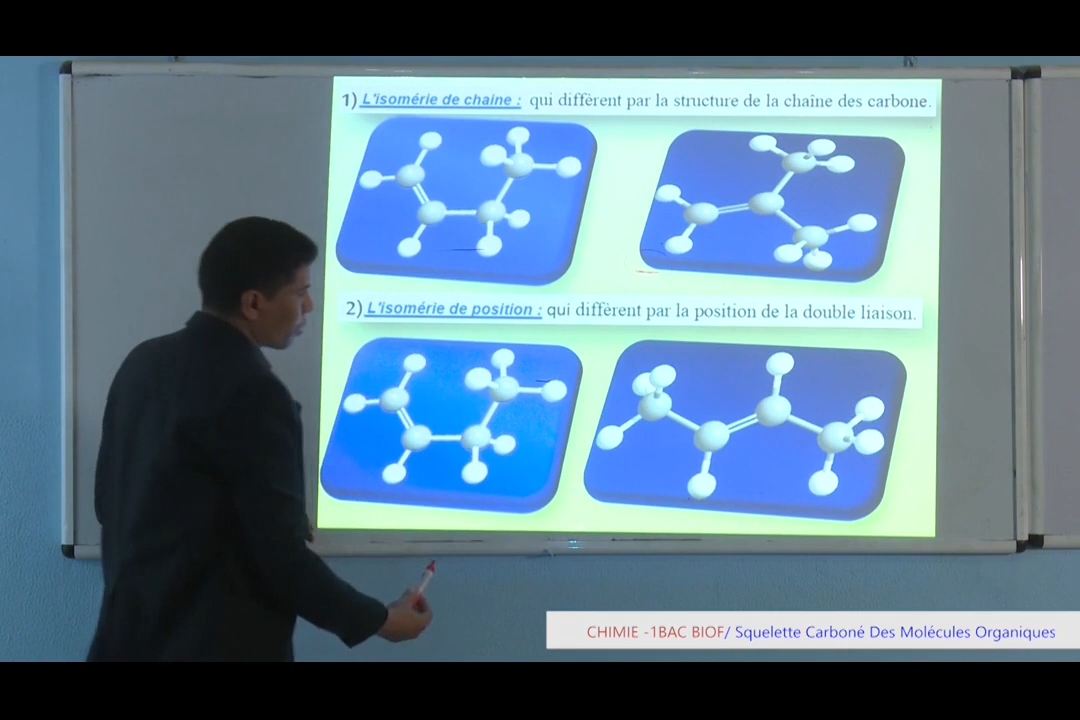 1) L'isomérie de chaine : qui diffèrent par la structure de la chaîne des carbone.
2) L'isomérie de position : qui diffèrent par la position de la double liaison.
CHIMIE -1BAC BIOF/ Squelette Carboné Des Molécules Organiques